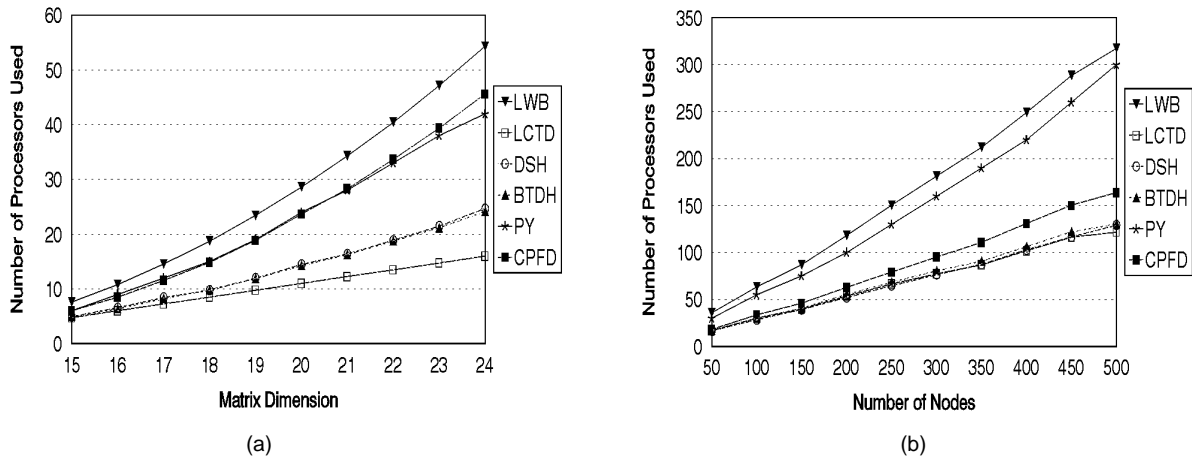 60
50
40
30
20
10
0
Number of Processors Used
15 16 17 18 19 20 21 22 23 24
Matrix Dimension
LWB
LCTD
DSH
BTDH
PY
CPFD
(a)
350
300
250
200
150
100
50
0
Number of Processors Used
50 100 150 200 250 300 350 400 450 500
Number of Nodes
LWB
LCTD
DSH
BTDH
PY
CPFD
(b)